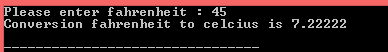 Please enter fahrenheit : 45
Conversion fahrenheit to celcius is 7.22222
--------------------------------